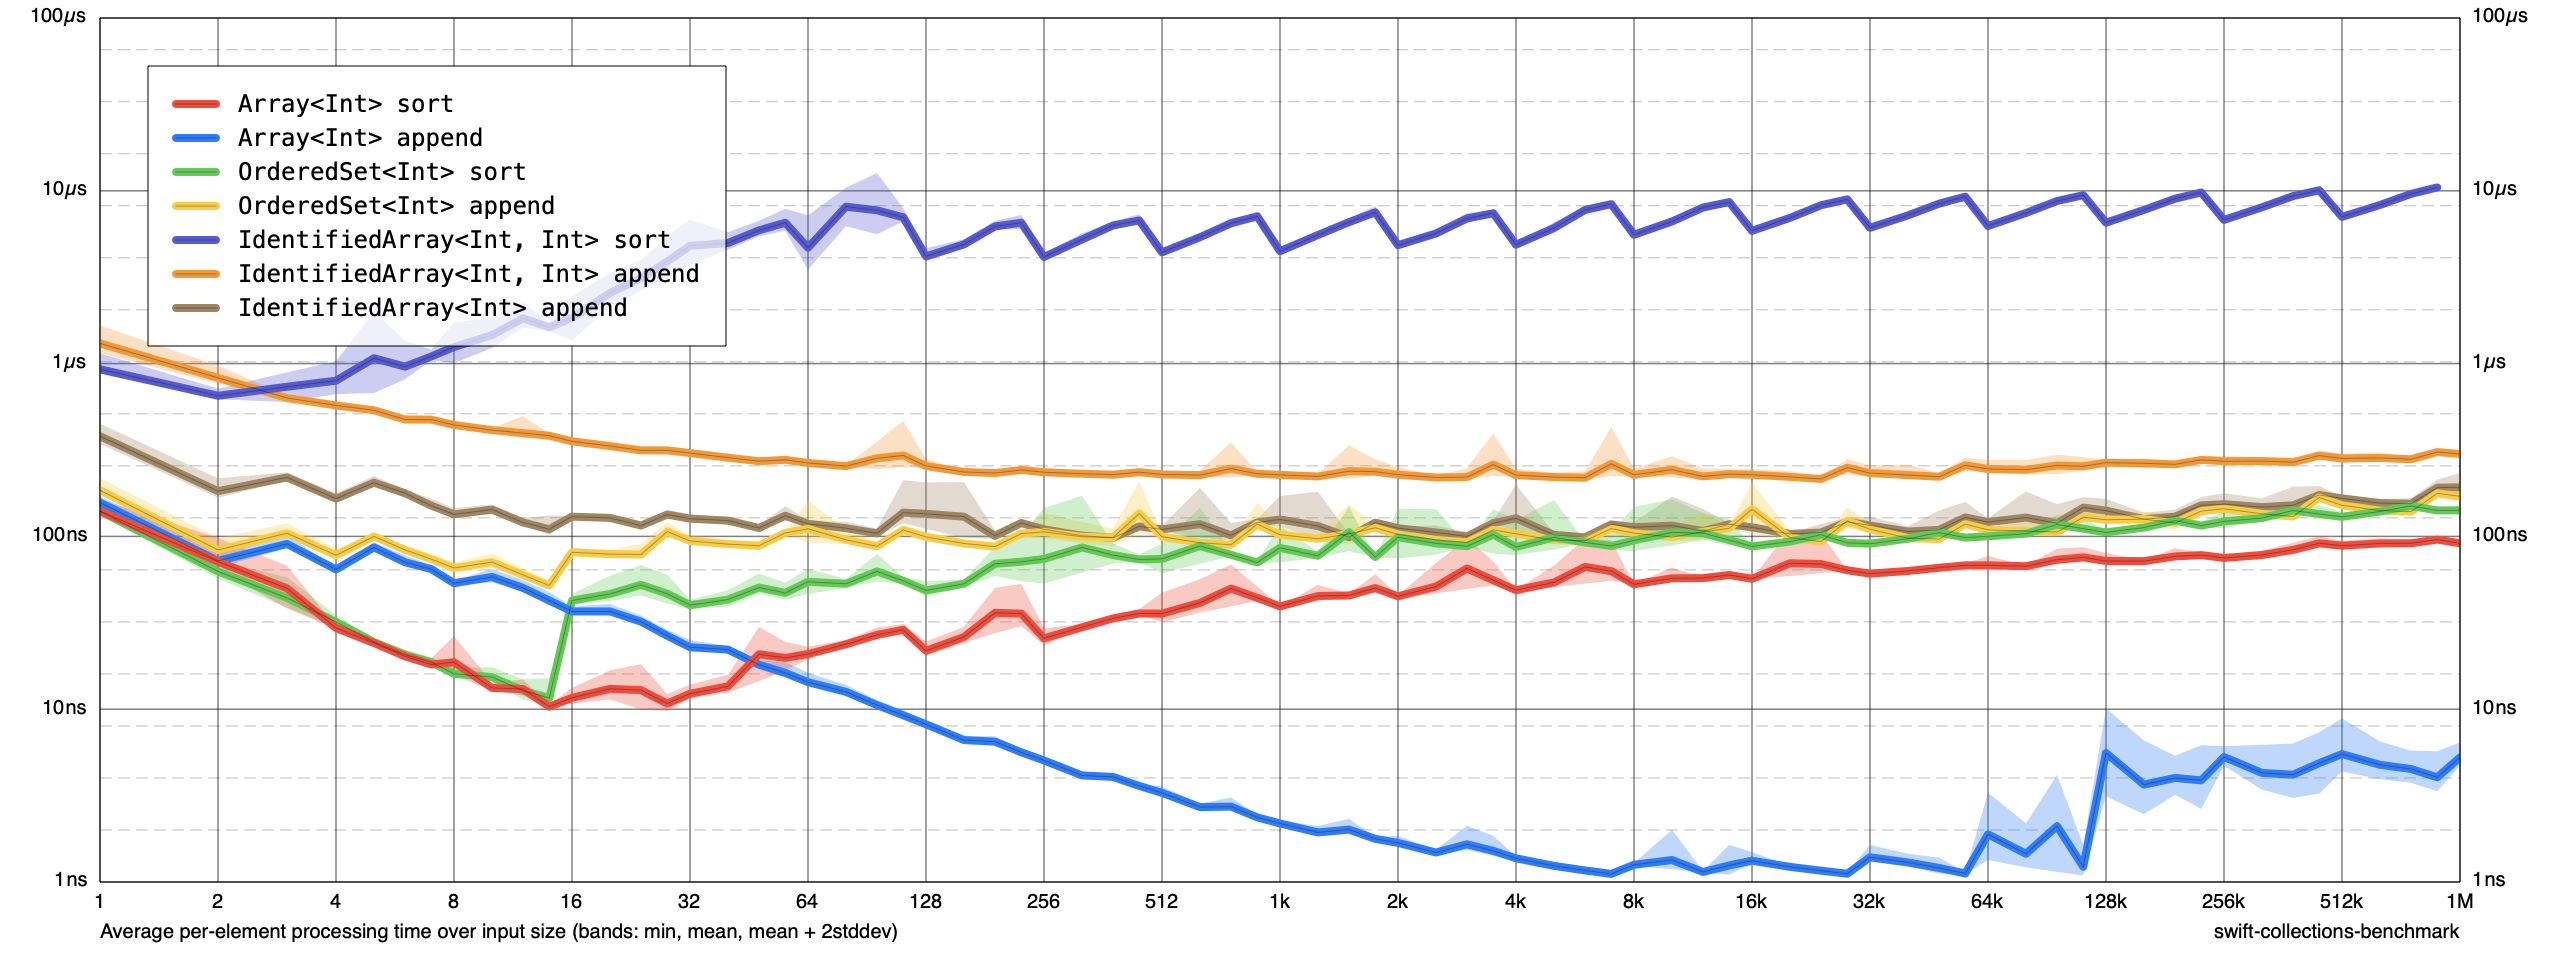 100µs 100µs
Array<Int> sort
Array<Int> append
OrderedSet<Int> sort
10µs 10µs
OrderedSet<Int> append
IdentifiedArray<Int, Int> sort
IdentifiedArray<Int, Int> append
IdentifiedArray<Int> append
1µs 1µs
100ns 100ns
10ns 10ns
1ns 1ns
1 2 4 8 16 32 64 128 256 512 1k 2k 4k 8k 16k 32k 64k 128k 256k 512k 1M
Average per-element processing time over input size (bands: min, mean, mean + 2stddev) swift-collections-benchmark